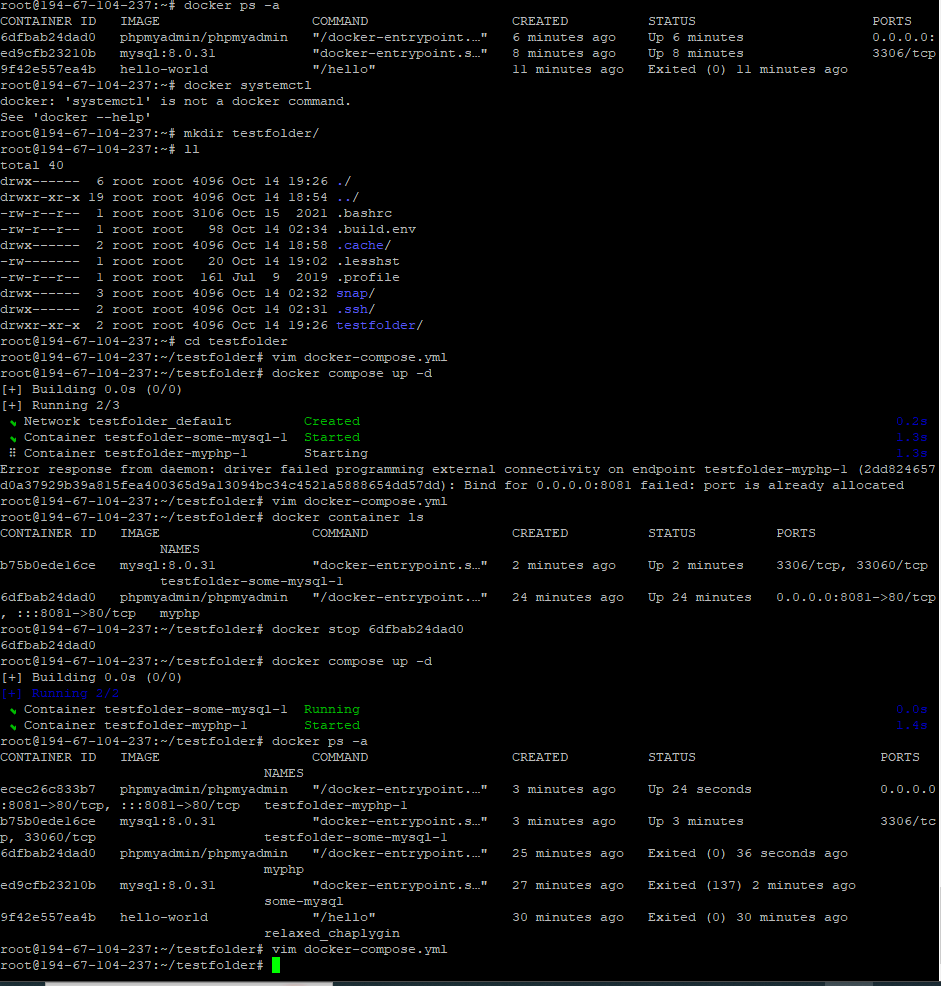 root@194-67-104-237:~# docker ps -a
CONTAINER ID   IMAGE                   COMMAND                  CREATED          STATUS                      PORTS
6dfbab24dad0   phpmyadmin/phpmyadmin   "/docker-entrypoint.…"   6 minutes ago    Up 6 minutes                0.0.0.0:
ed9cfb23210b   mysql:8.0.31            "docker-entrypoint.s…"   8 minutes ago    Up 8 minutes                3306/tcp
9f42e557ea4b   hello-world             "/hello"                 11 minutes ago   Exited (0) 11 minutes ago
root@194-67-104-237:~# docker systemctl
docker: 'systemctl' is not a docker command.
See 'docker --help'
root@194-67-104-237:~# mkdir testfolder/
root@194-67-104-237:~# ll
total 40
drwx------  6 root root 4096 Oct 14 19:26 ./
drwxr-xr-x 19 root root 4096 Oct 14 18:54 ../
-rw-r--r--  1 root root 3106 Oct 15  2021 .bashrc
-rw-r--r--  1 root root   98 Oct 14 02:34 .build.env
drwx------  2 root root 4096 Oct 14 18:58 .cache/
-rw-------  1 root root   20 Oct 14 19:02 .lesshst
-rw-r--r--  1 root root  161 Jul  9  2019 .profile
drwx------  3 root root 4096 Oct 14 02:32 snap/
drwx------  2 root root 4096 Oct 14 02:31 .ssh/
drwxr-xr-x  2 root root 4096 Oct 14 19:26 testfolder/
root@194-67-104-237:~# cd testfolder
root@194-67-104-237:~/testfolder# vim docker-compose.yml
root@194-67-104-237:~/testfolder# docker compose up -d
[+] Building 0.0s (0/0)
[+] Running 2/3
Network testfolder_default         Created         0.2s
Container testfolder-some-mysql-1  Started         1.3s
⠿ Container testfolder-myphp-1       Starting        1.3s
Error response from daemon: driver failed programming external connectivity on endpoint testfolder-myphp-1 (2dd824657
d0a37929b39a815fea400365d9a13094bc34c4521a5888654dd57dd): Bind for 0.0.0.0:8081 failed: port is already allocated
root@194-67-104-237:~/testfolder# vim docker-compose.yml
root@194-67-104-237:~/testfolder# docker container ls
CONTAINER ID   IMAGE                   COMMAND                  CREATED          STATUS          PORTS
NAMES
b75b0ede16ce   mysql:8.0.31            "docker-entrypoint.s…"   2 minutes ago    Up 2 minutes    3306/tcp, 33060/tcp
testfolder-some-mysql-1
6dfbab24dad0   phpmyadmin/phpmyadmin   "/docker-entrypoint.…"   24 minutes ago   Up 24 minutes   0.0.0.0:8081->80/tcp
, :::8081->80/tcp   myphp
root@194-67-104-237:~/testfolder# docker stop 6dfbab24dad0
6dfbab24dad0
root@194-67-104-237:~/testfolder# docker compose up -d
[+] Building 0.0s (0/0)
[+] Running 2/2
Container testfolder-some-mysql-1  Running         0.0s
Container testfolder-myphp-1       Started         1.4s
root@194-67-104-237:~/testfolder# docker ps -a
CONTAINER ID   IMAGE                   COMMAND                  CREATED          STATUS                       PORTS
NAMES
ecec26c833b7   phpmyadmin/phpmyadmin   "/docker-entrypoint.…"   3 minutes ago    Up 24 seconds                0.0.0.0
:8081->80/tcp, :::8081->80/tcp   testfolder-myphp-1
b75b0ede16ce   mysql:8.0.31            "docker-entrypoint.s…"   3 minutes ago    Up 3 minutes                 3306/tc
p, 33060/tcp                     testfolder-some-mysql-1
6dfbab24dad0   phpmyadmin/phpmyadmin   "/docker-entrypoint.…"   25 minutes ago   Exited (0) 36 seconds ago
myphp
ed9cfb23210b   mysql:8.0.31            "docker-entrypoint.s…"   27 minutes ago   Exited (137) 2 minutes ago
some-mysql
9f42e557ea4b   hello-world             "/hello"                 30 minutes ago   Exited (0) 30 minutes ago
relaxed_chaplygin
root@194-67-104-237:~/testfolder# vim docker-compose.yml
root@194-67-104-237:~/testfolder#